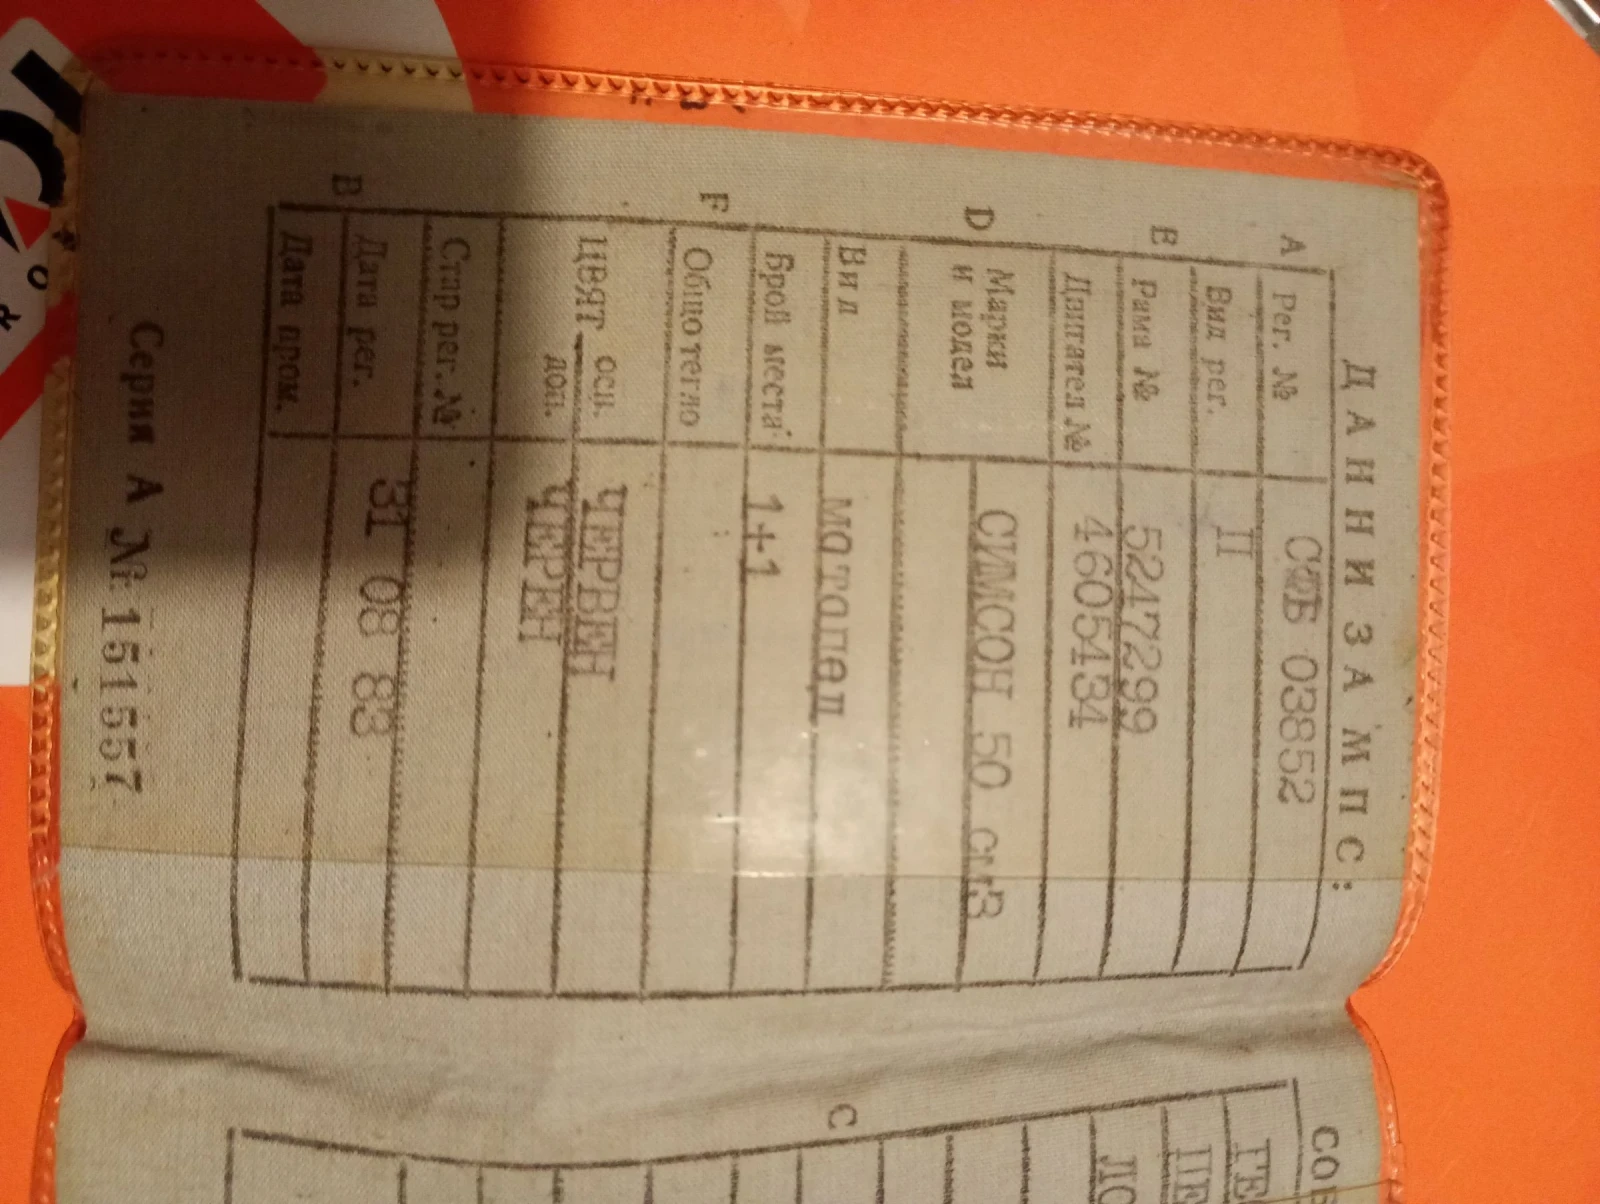 ДАННИ ЗА МПС:
А Рег. № СФБ 03852
Вид рег. П
Е Рама № 5247299
Двигател № 4605434
D Марки и модел СИМСОН 50 см3
Вид мотопед
Брой места 1+1
F Общо тегло
ЦВЯТ осн. ЧЕРВЕН
доп. ЧЕРЕН
Стар рег. №
В Дата рег. 31 08 83
Дата пром.
Серия А № 151557
С